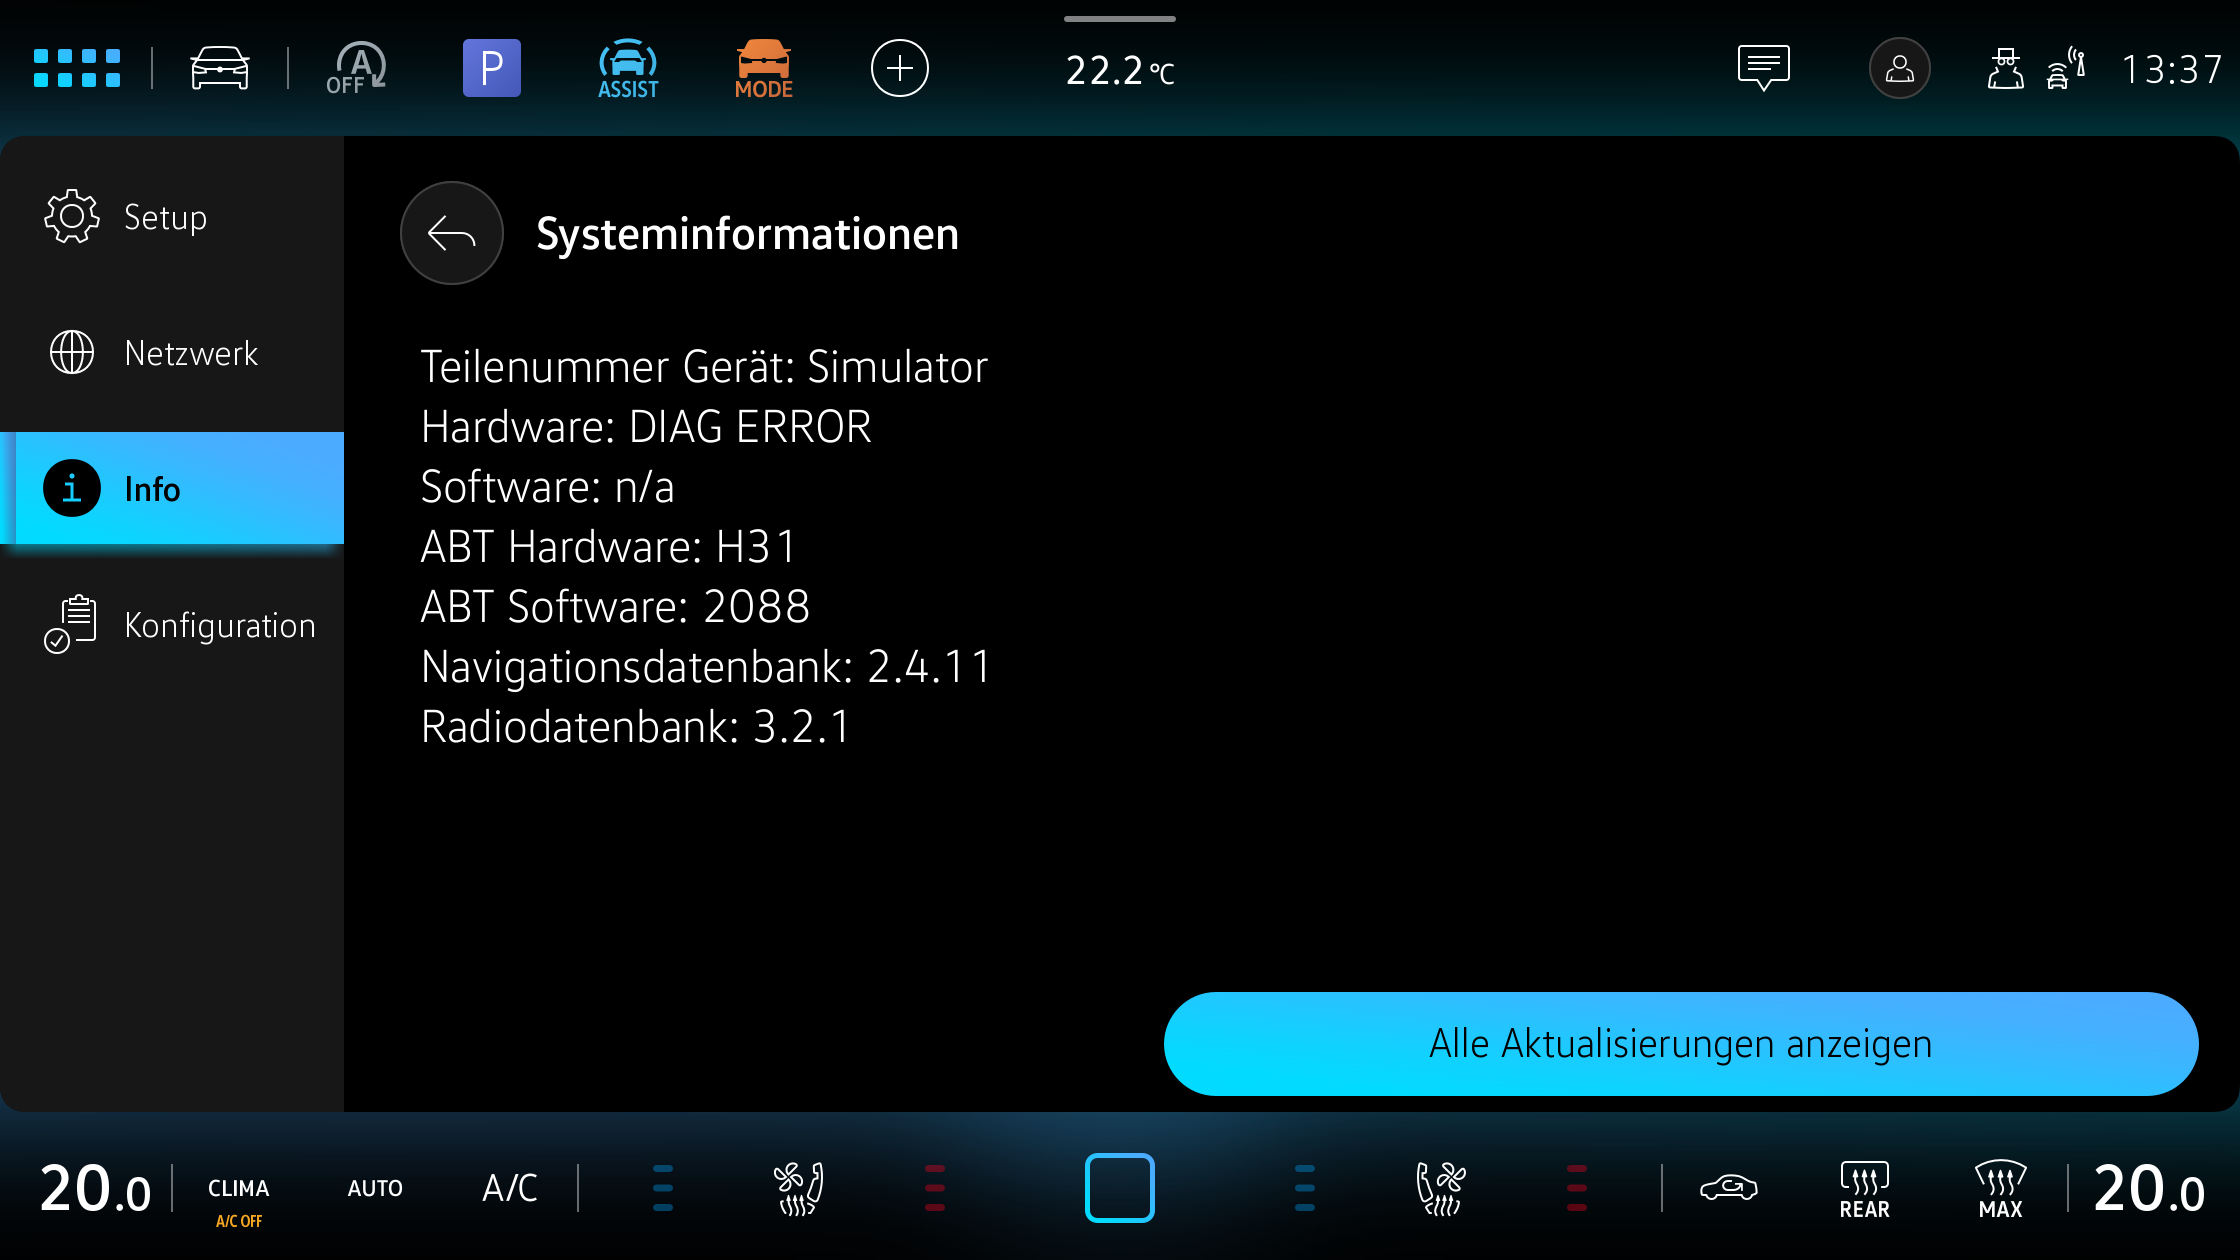 A OFF
P
ASSIST
MODE
22.2 °C
13:37
Setup
Netzwerk
Info
Konfiguration
Systeminformationen
Teilenummer Gerät: Simulator
Hardware: DIAG ERROR
Software: n/a
ABT Hardware: H31
ABT Software: 2088
Navigationsdatenbank: 2.4.11
Radiodatenbank: 3.2.1
Alle Aktualisierungen anzeigen
20.0
CLIMA
A/C OFF
AUTO
A/C
REAR
MAX
20.0